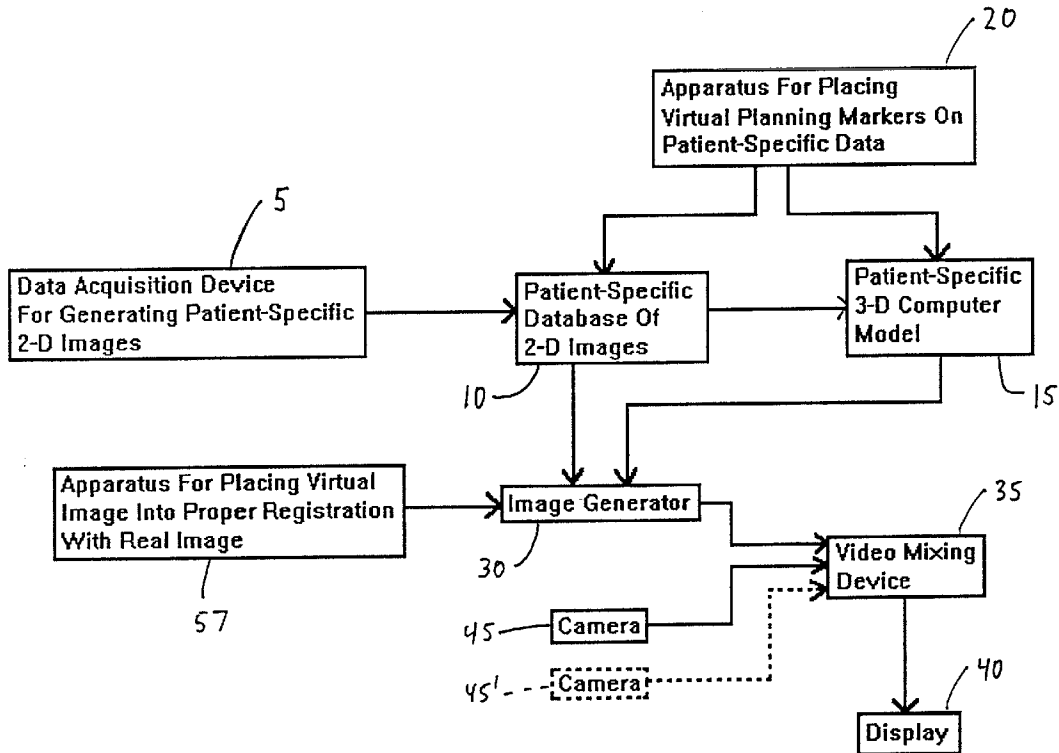 20
Apparatus For Placing
Virtual Planning Markers On
Patient-Specific Data
5
Data Acquisition Device
For Generating Patient-Specific
2-D Images
Patient-Specific
Database Of
2-D Images
Patient-Specific
3-D Computer
Model
10
15
Apparatus For Placing Virtual
Image Into Proper Registration
With Real Image
Image Generator
35
30
Video Mixing
Device
57
45
Camera
45'
Camera
40
Display